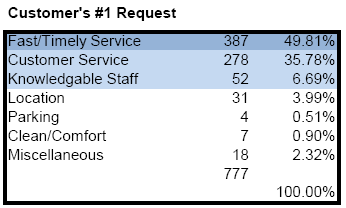 Customer's #1 Request
Fast/Timely Service 387 49.81%
Customer Service 278 35.78%
Knowledgable Staff 52 6.69%
Location 31 3.99%
Parking 4 0.51%
Clean/Comfort 7 0.90%
Miscellaneous 18 2.32%
777
100.00%